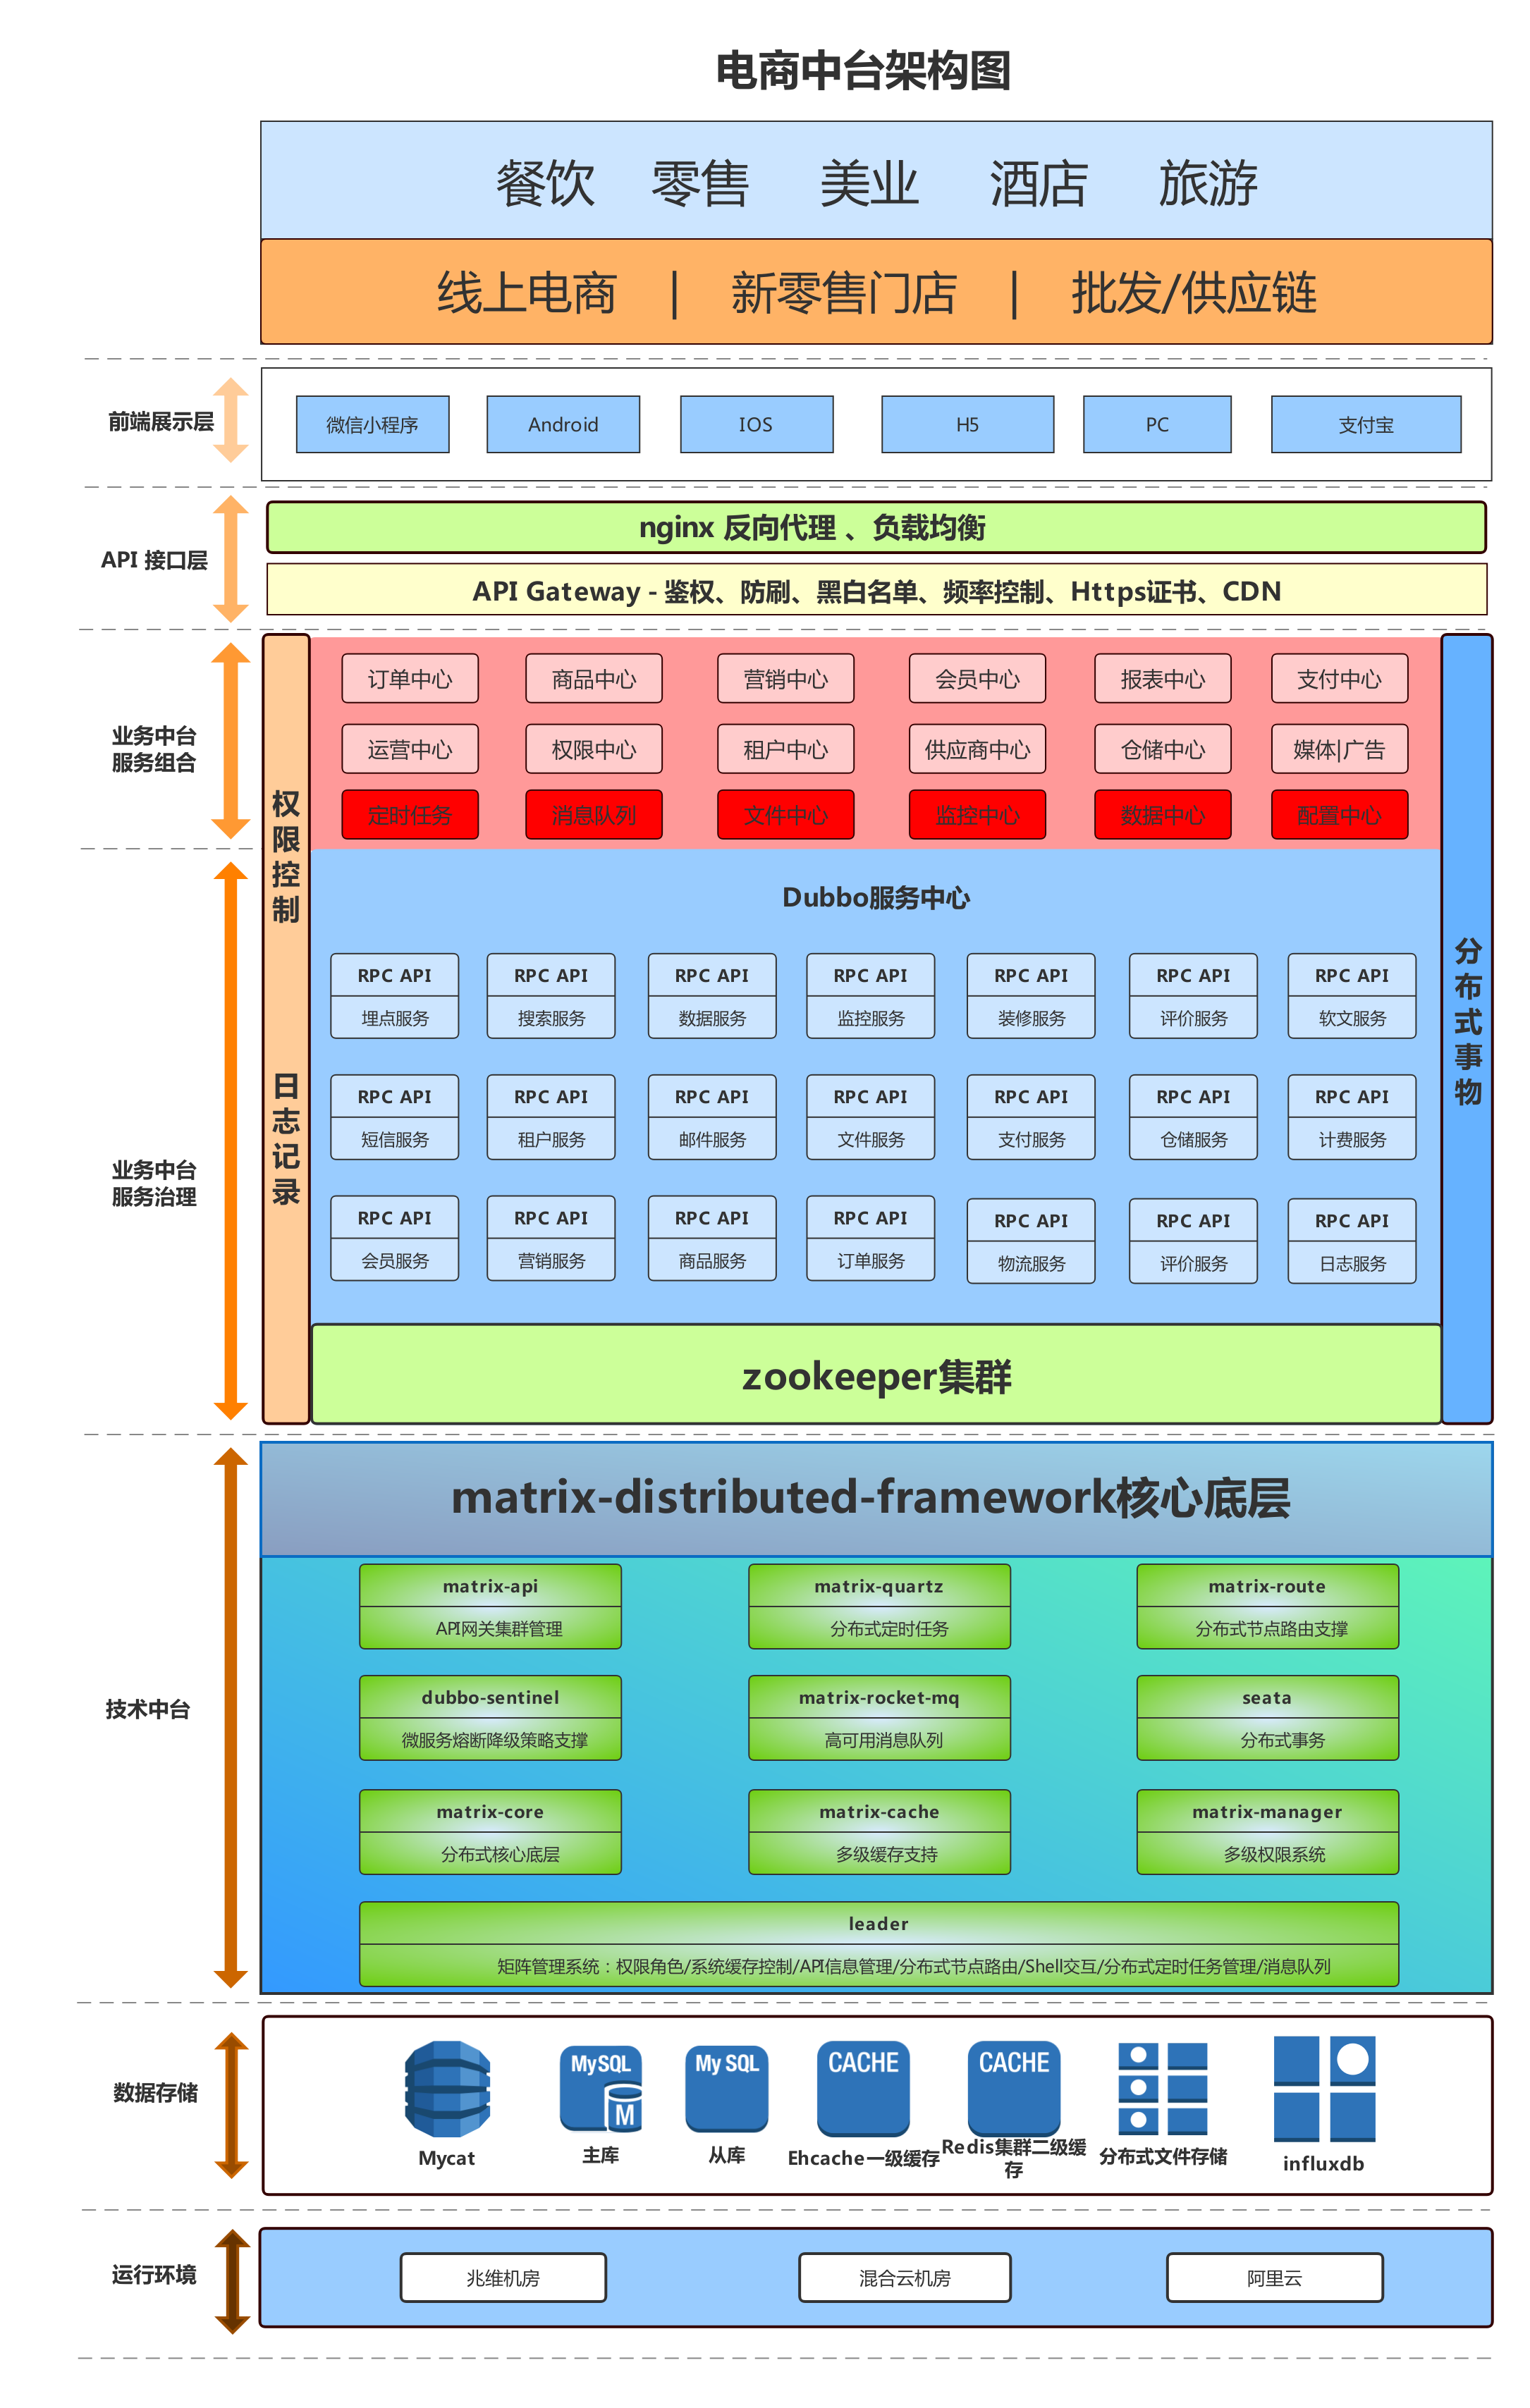 电商中台架构图
餐饮 零售 美业 酒店 旅游
线上电商 | 新零售门店 | 批发/供应链
前端展示层
微信小程序 Android IOS H5 PC 支付宝
API 接口层
nginx 反向代理 、负载均衡
API Gateway - 鉴权、防刷、黑白名单、频率控制、Https证书、CDN
业务中台
服务组合
权限控制
日志记录
分布式事物
订单中心 商品中心 营销中心 会员中心 报表中心 支付中心
运营中心 权限中心 租户中心 供应商中心 仓储中心 媒体|广告
定时任务 消息队列 文件中心 监控中心 数据中心 配置中心
业务中台
服务治理
Dubbo服务中心
RPC API RPC API RPC API RPC API RPC API RPC API RPC API
埋点服务 搜索服务 数据服务 监控服务 装修服务 评价服务 软文服务
RPC API RPC API RPC API RPC API RPC API RPC API RPC API
短信服务 租户服务 邮件服务 文件服务 支付服务 仓储服务 计费服务
RPC API RPC API RPC API RPC API RPC API RPC API RPC API
会员服务 营销服务 商品服务 订单服务 物流服务 评价服务 日志服务
zookeeper集群
技术中台
matrix-distributed-framework核心底层
matrix-api matrix-quartz matrix-route
API网关集群管理 分布式定时任务 分布式节点路由支撑
dubbo-sentinel matrix-rocket-mq seata
微服务熔断降级策略支撑 高可用消息队列 分布式事务
matrix-core matrix-cache matrix-manager
分布式核心底层 多级缓存支持 多级权限系统
leader
矩阵管理系统：权限角色/系统缓存控制/API信息管理/分布式节点路由/Shell交互/分布式定时任务管理/消息队列
数据存储
MySQL My SQL CACHE CACHE
M
Mycat 主库 从库 Ehcache一级缓存 Redis集群二级缓
存 分布式文件存储 influxdb
运行环境
兆维机房 混合云机房 阿里云